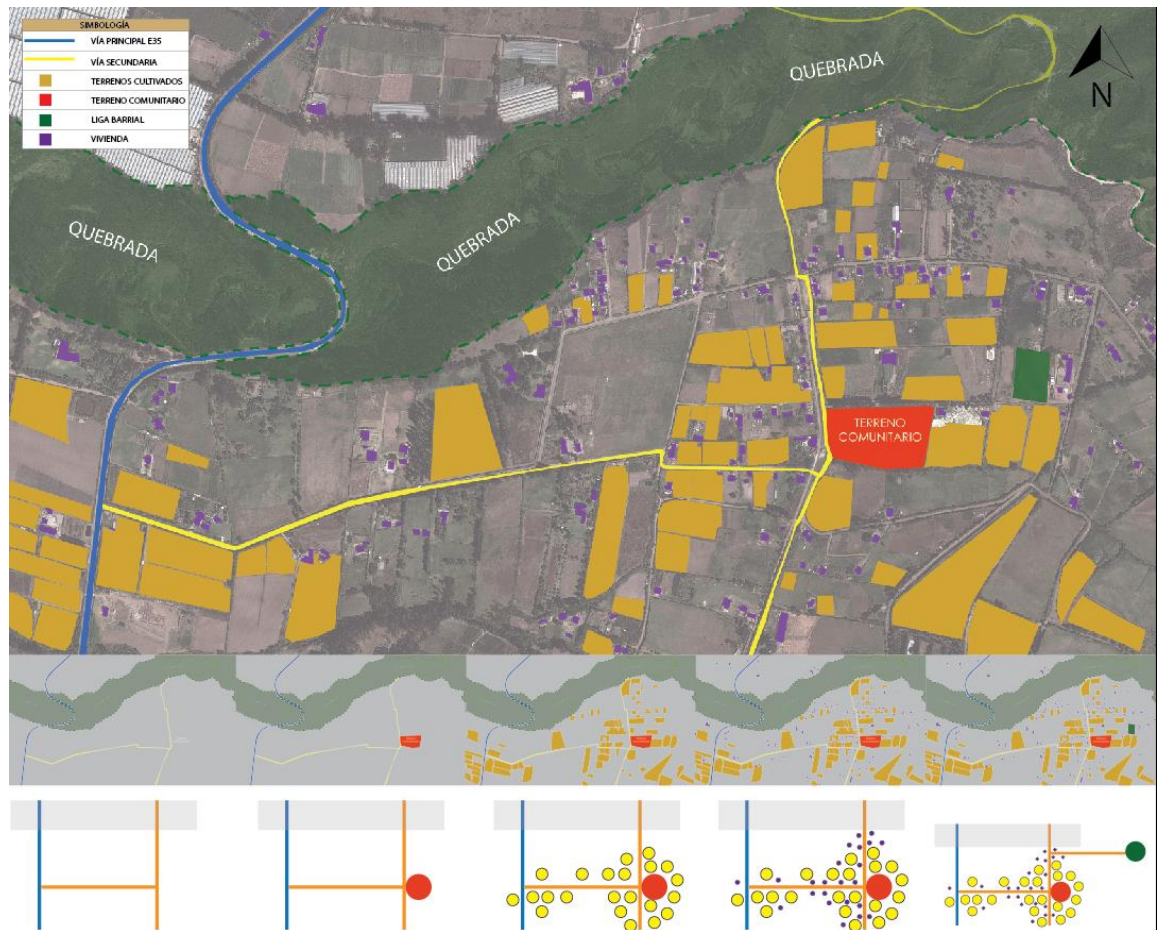 SIMBOLOGÍA
VÍA PRINCIPAL E35
VÍA SECUNDARIA
TERRENOS CULTIVADOS
TERRENO COMUNITARIO
LIGA BARRIAL
VIVIENDA
QUEBRADA
N
QUEBRADA
QUEBRADA
TERRENO
COMUNITARIO